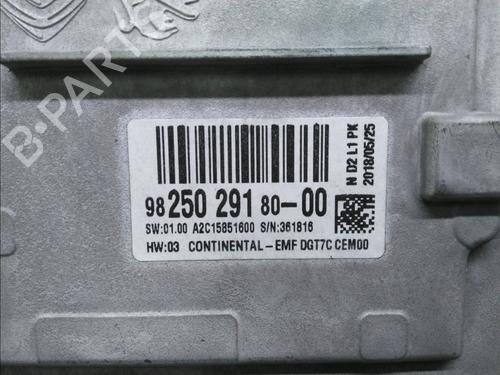 98 250 291 80-00
SW:01.00 A2C15851600 S/N:361816
HW:03 CONTINENTAL-EMF DGT7C CEM00
N D2 L1 PK
2018/05/25
B-PARTS